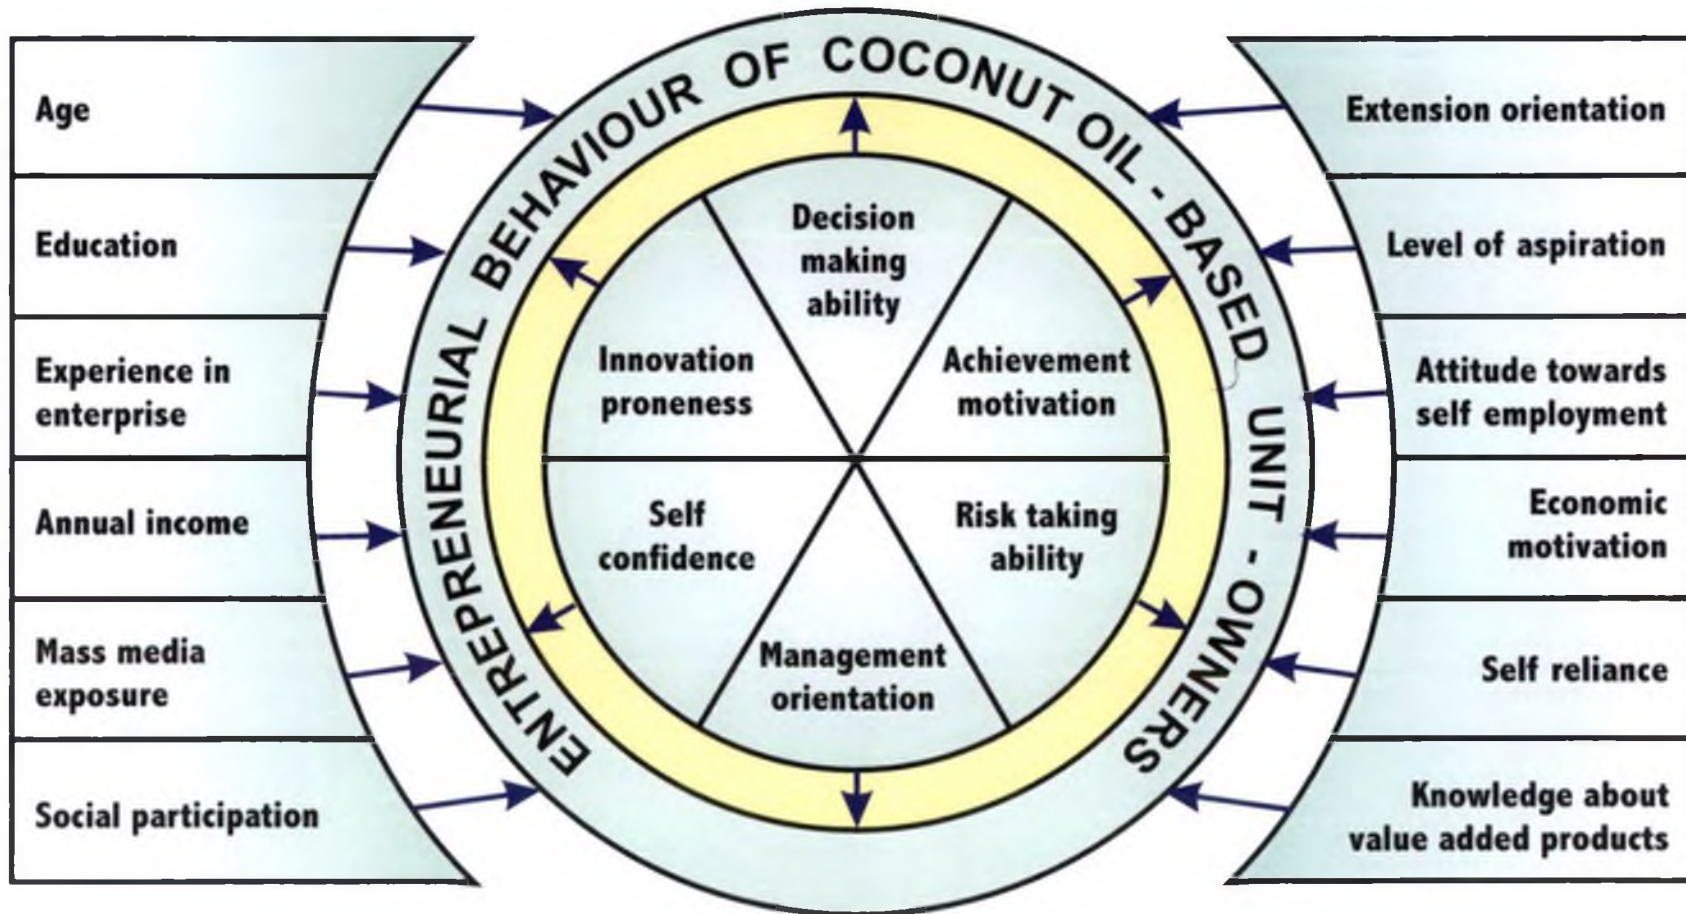 ENTREPRENEURIAL BEHAVIOUR OF COCONUT OIL - BASED UNIT - OWNERS
Age
Education
Experience in
enterprise
Annual income
Mass media
exposure
Social participation
Decision
making
ability
Innovation
proneness
Achievement
motivation
Self
confidence
Risk taking
ability
Management
orientation
Extension orientation
Level of aspiration
Attitude towards
self employment
Economic
motivation
Self reliance
Knowledge about
value added products